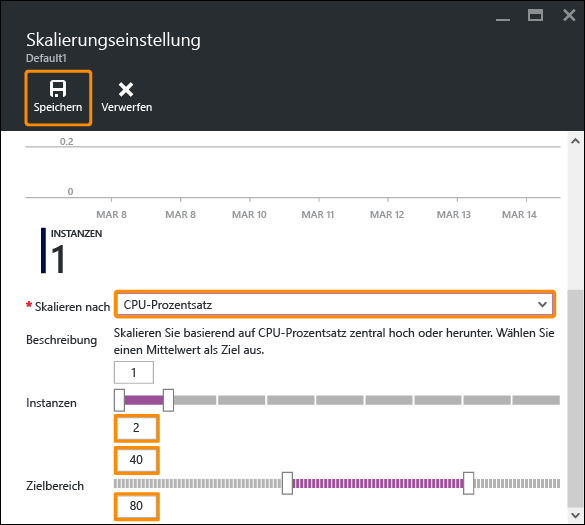 Skalierungseinstellung
Default1
Speichern Verwerfen
0.2
0
MAR 8 MAR 8 MAR 10 MAR 11 MAR 12 MAR 13 MAR 14
INSTANZEN
1
* Skalieren nach CPU-Prozentsatz
Beschreibung Skalieren Sie basierend auf CPU-Prozentsatz zentral hoch oder herunter. Wählen Sie
einen Mittelwert als Ziel aus.
1
Instanzen
2
40
Zielbereich
80